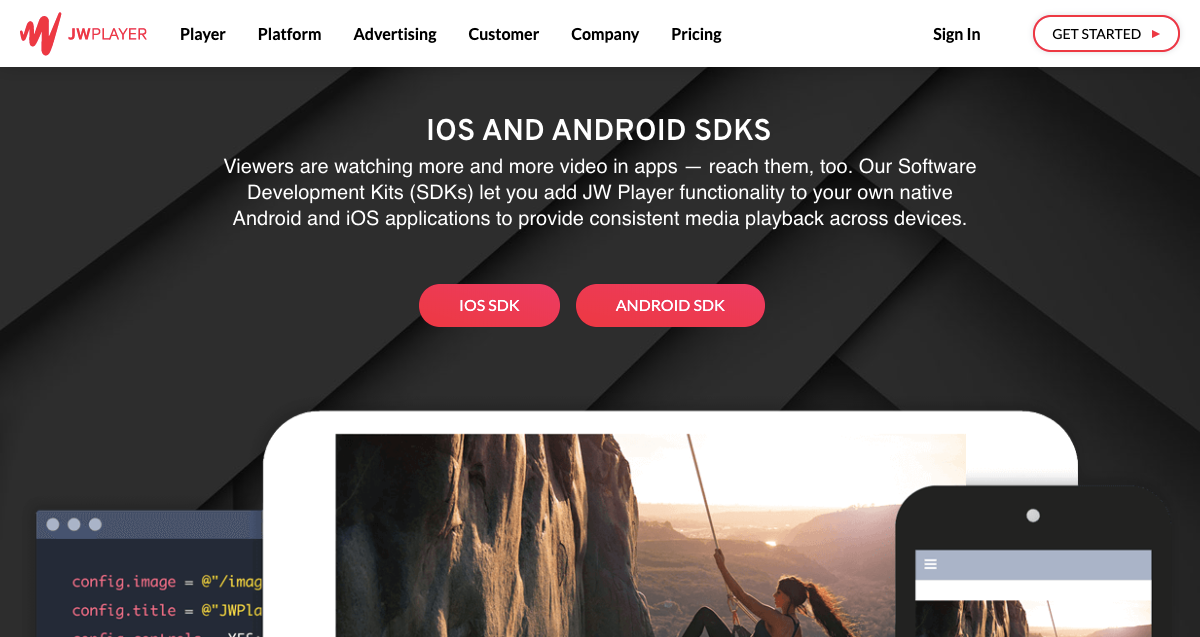 JWPLAYER
Player
Platform
Advertising
Customer
Company
Pricing
Sign In
GET STARTED
IOS AND ANDROID SDKS
Viewers are watching more and more video in apps — reach them, too. Our Software
Development Kits (SDKs) let you add JW Player functionality to your own native
Android and iOS applications to provide consistent media playback across devices.
IOS SDK
ANDROID SDK
config.image = @"/imag
config.title = @"JWPla